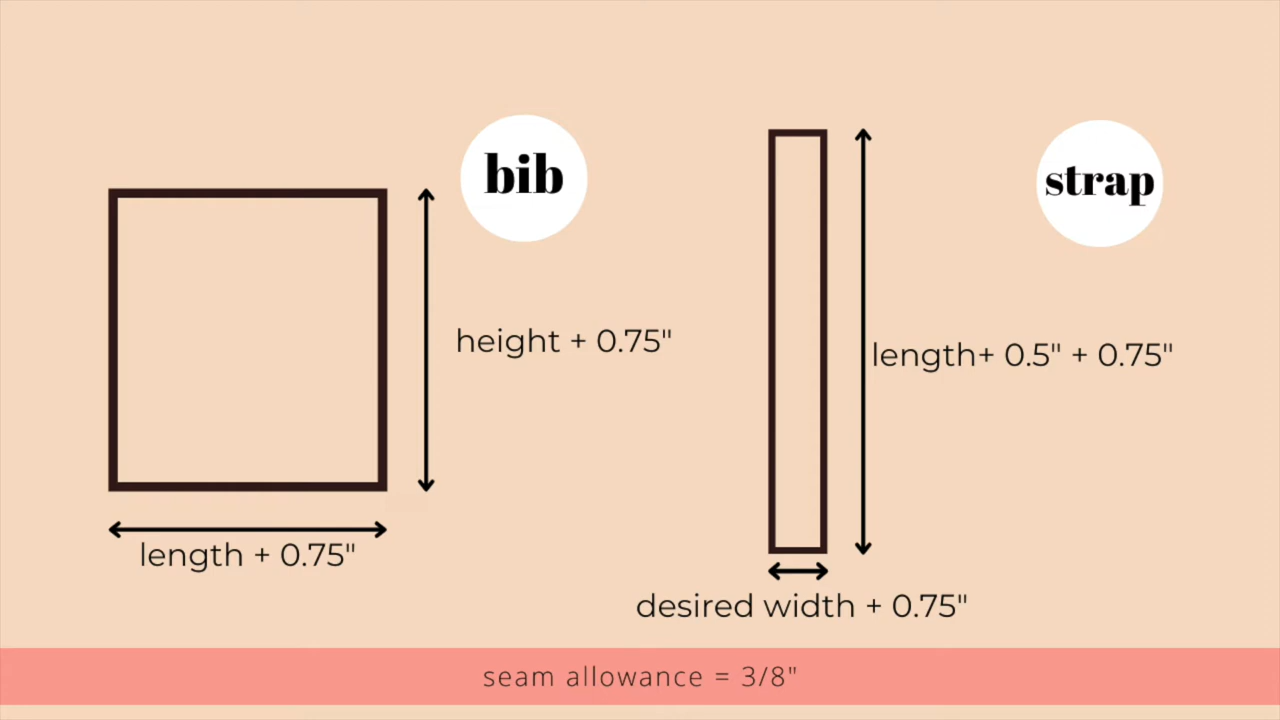 bib
height + 0.75"
length + 0.75"
strap
length+ 0.5" + 0.75"
desired width + 0.75"
seam allowance = 3/8"